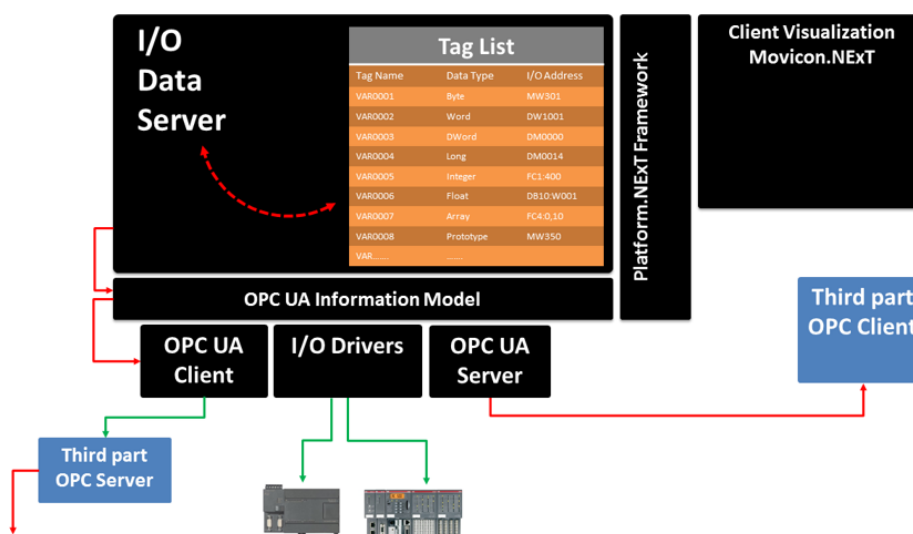 I/O
Data
Server
Tag List
Tag Name Data Type I/O Address
VAR0001 Byte MW301
VAR0002 Word DW1001
VAR0003 DWord DM0000
VAR0004 Long DM0014
VAR0005 Integer FC1:400
VAR0006 Float DB10:W001
VAR0007 Array FC4:0,10
VAR0008 Prototype MW350
VAR...... ......
Platform.NExT Framework
Client Visualization
Movicon.NExT
OPC UA Information Model
Third part
OPC Client
OPC UA
Client
I/O Drivers
OPC UA
Server
Third part
OPC Server